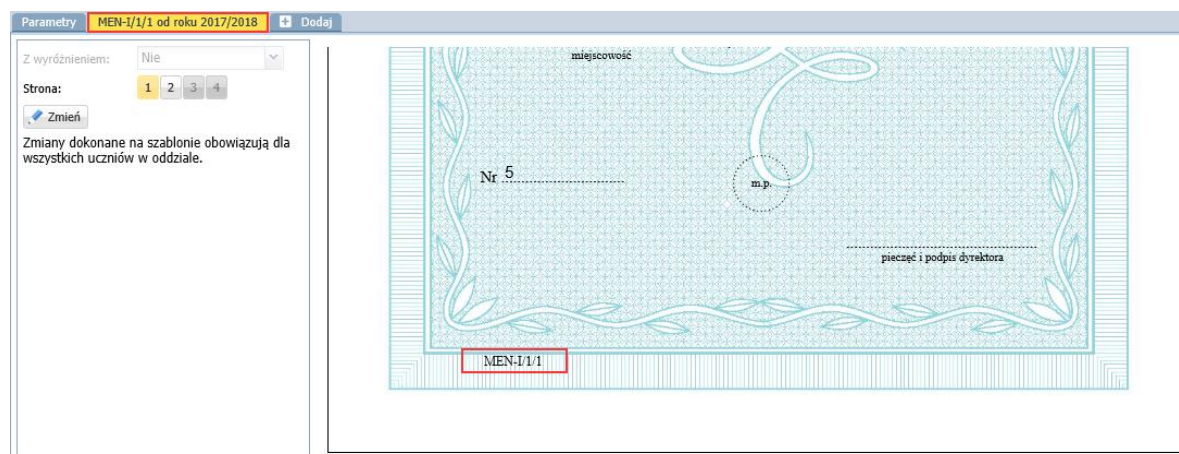 Parametry MEN-I/1/1 od roku 2017/2018 Dodaj
Z wyróżnieniem: Nie
Strona: 1 2 3 4
Zmień
Zmiany dokonane na szablonie obowiązują dla
wszystkich uczniów w oddziale.
miejscowość
Nr 5
m.p.
pieczęć i podpis dyrektora
MEN-I/1/1